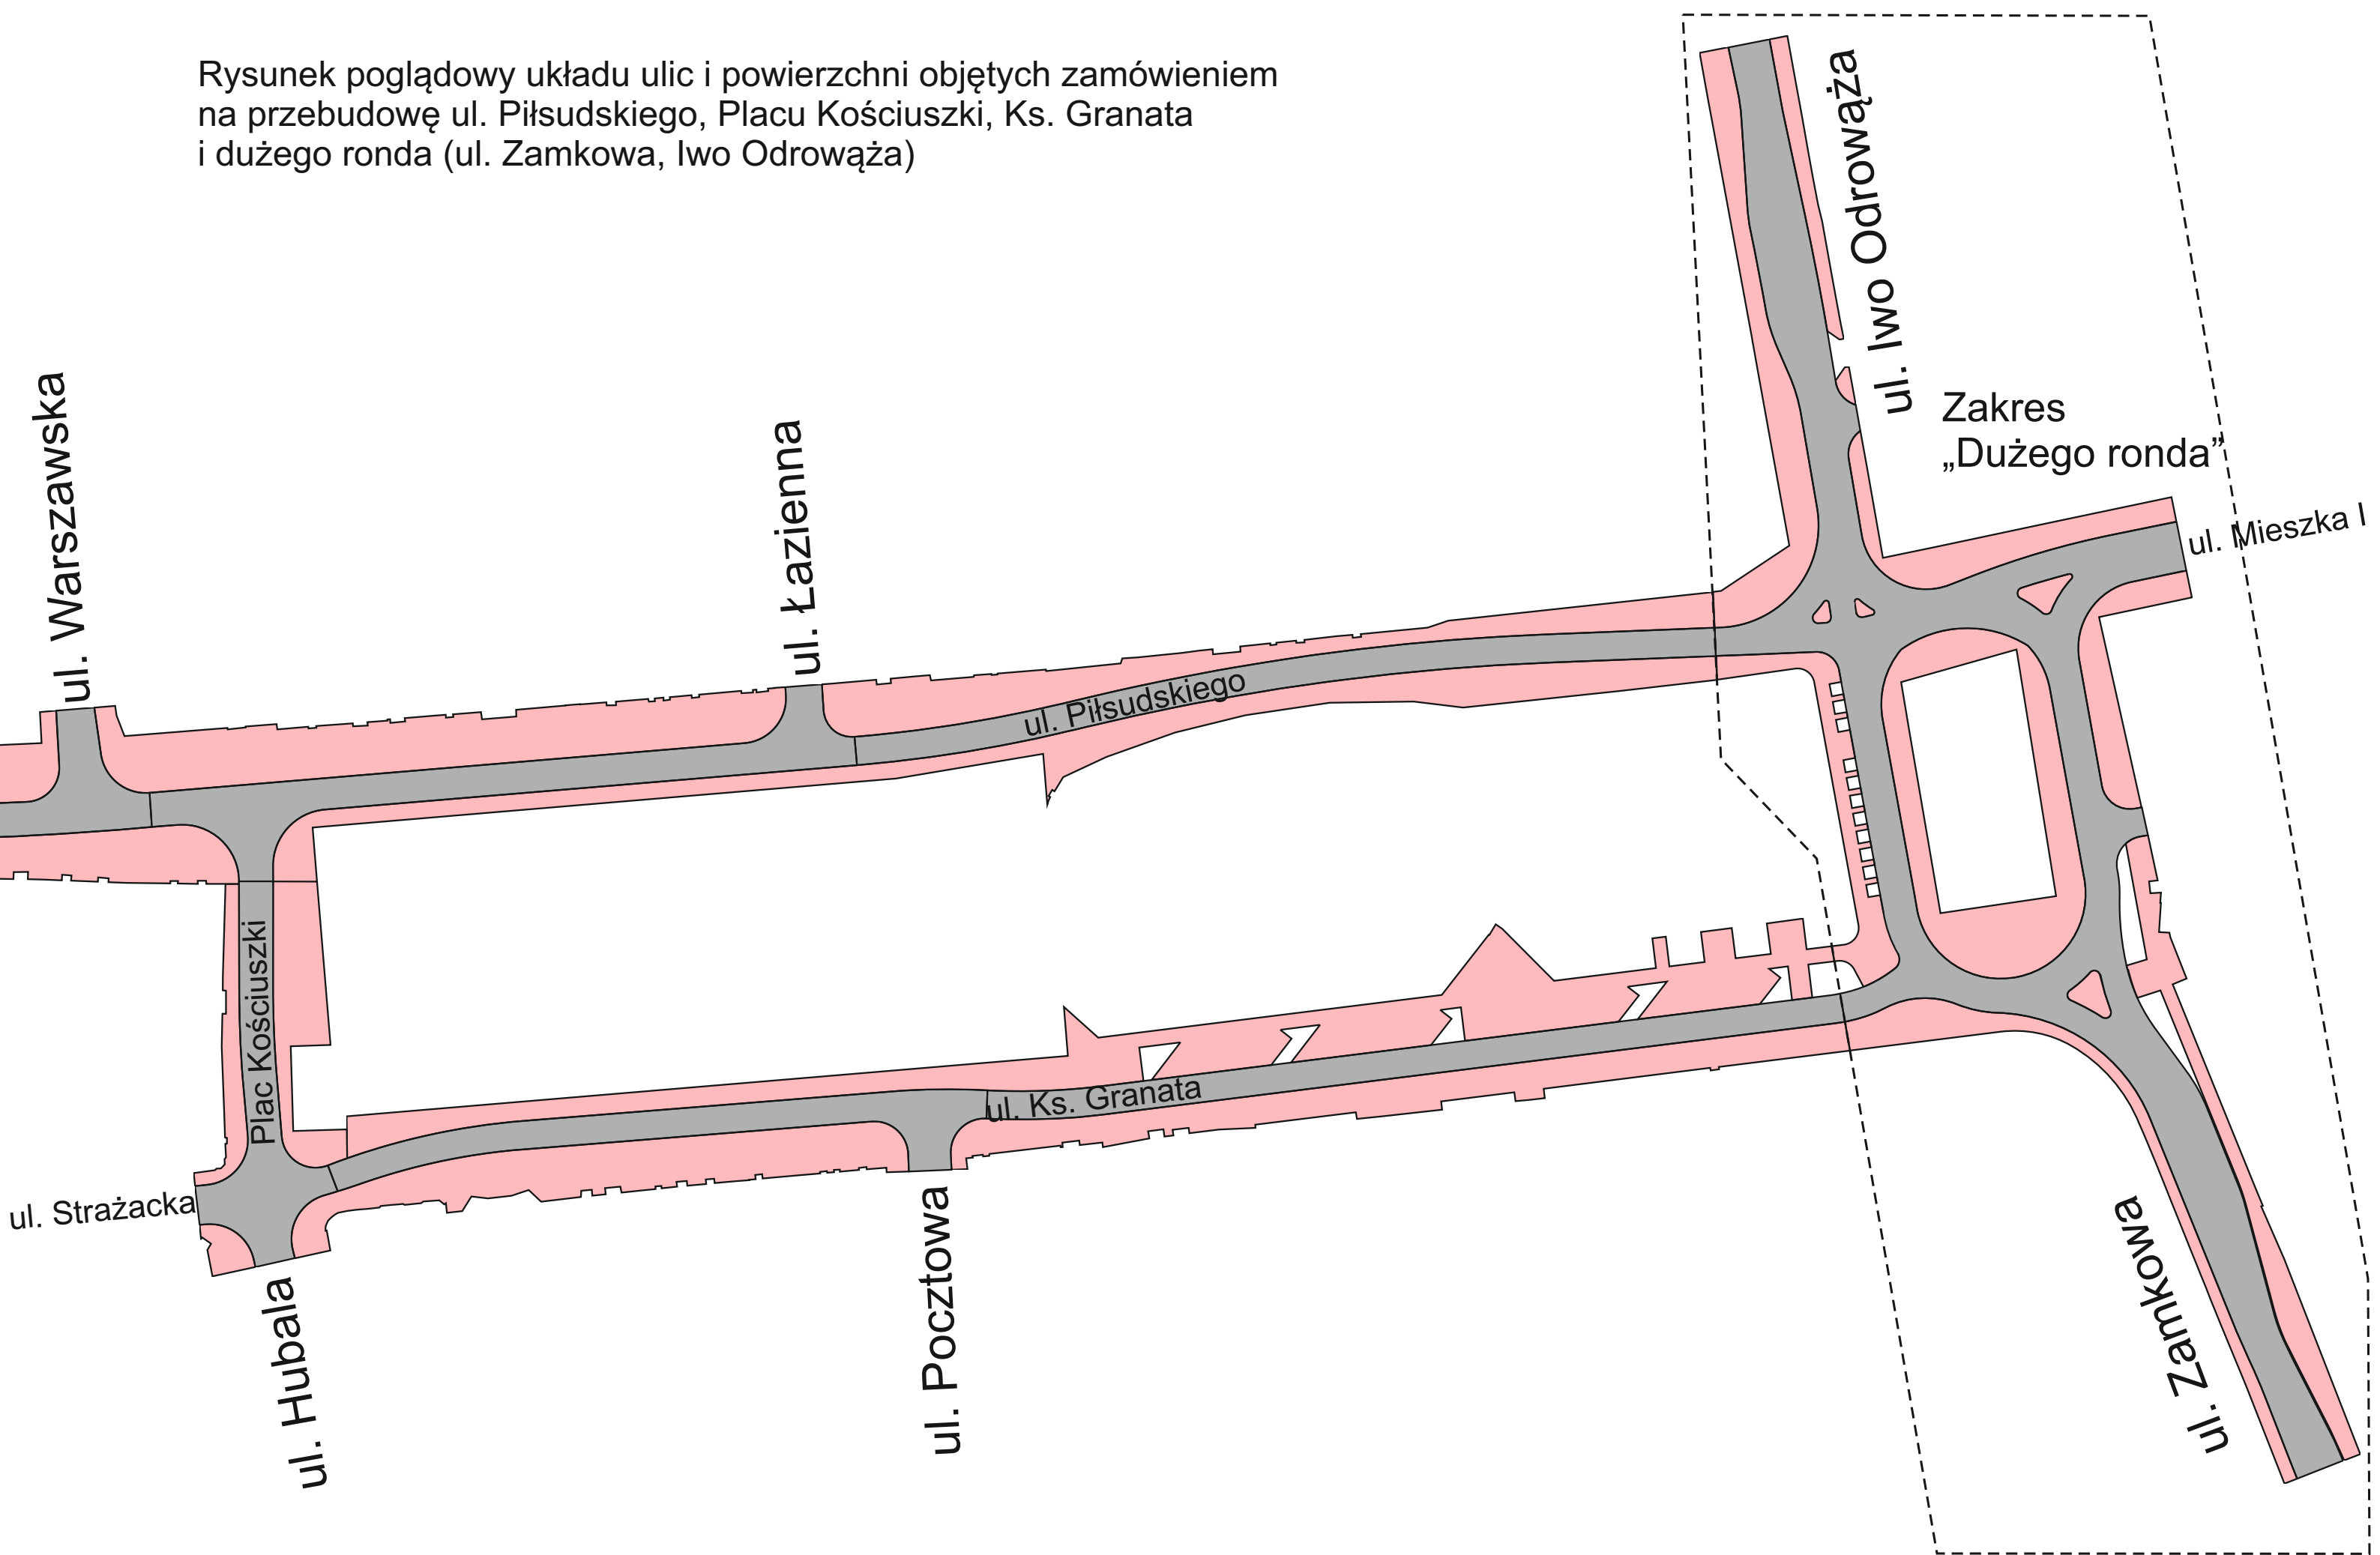 Rysunek poglądowy układu ulic i powierzchni objętych zamówieniem
na przebudowę ul. Piłsudskiego, Placu Kościuszki, Ks. Granata
i dużego ronda (ul. Zamkowa, Iwo Odrowąża)
ul. Iwo Odrowąża
Zakres
„Dużego ronda”
ul. Mieszka I
ul. Warszawska
ul. Łazienna
ul. Piłsudskiego
Plac Kościuszki
ul. Ks. Granata
ul. Strażacka
ul. Hubala
ul. Pocztowa
ul. Zamkowa